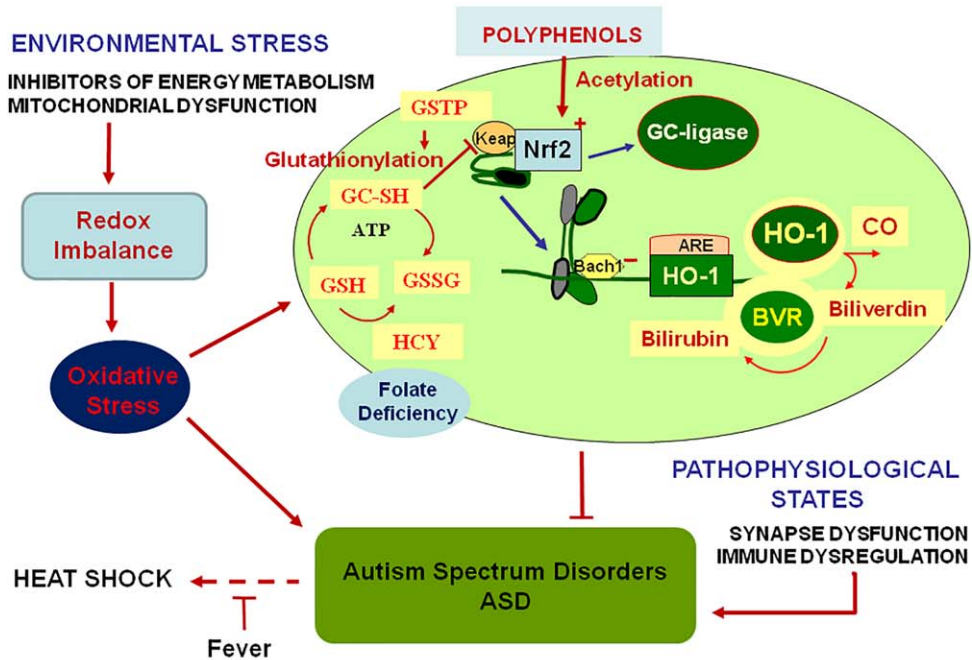 ENVIRONMENTAL STRESS
INHIBITORS OF ENERGY METABOLISM
MITOCHONDRIAL DYSFUNCTION
Redox
Imbalance
Oxidative
Stress
POLYPHENOLS
Acetylation
+
GSTP
Keap
Nrf2
GC-ligase
Glutathionylation
GC-SH
ATP
GSH
GSSG
HCY
Folate
Deficiency
Bach1
–
ARE
HO-1
HO-1
CO
BVR
Biliverdin
Bilirubin
PATHOPHYSIOLOGICAL
STATES
SYNAPSE DYSFUNCTION
IMMUNE DYSREGULATION
Autism Spectrum Disorders
ASD
HEAT SHOCK
Fever